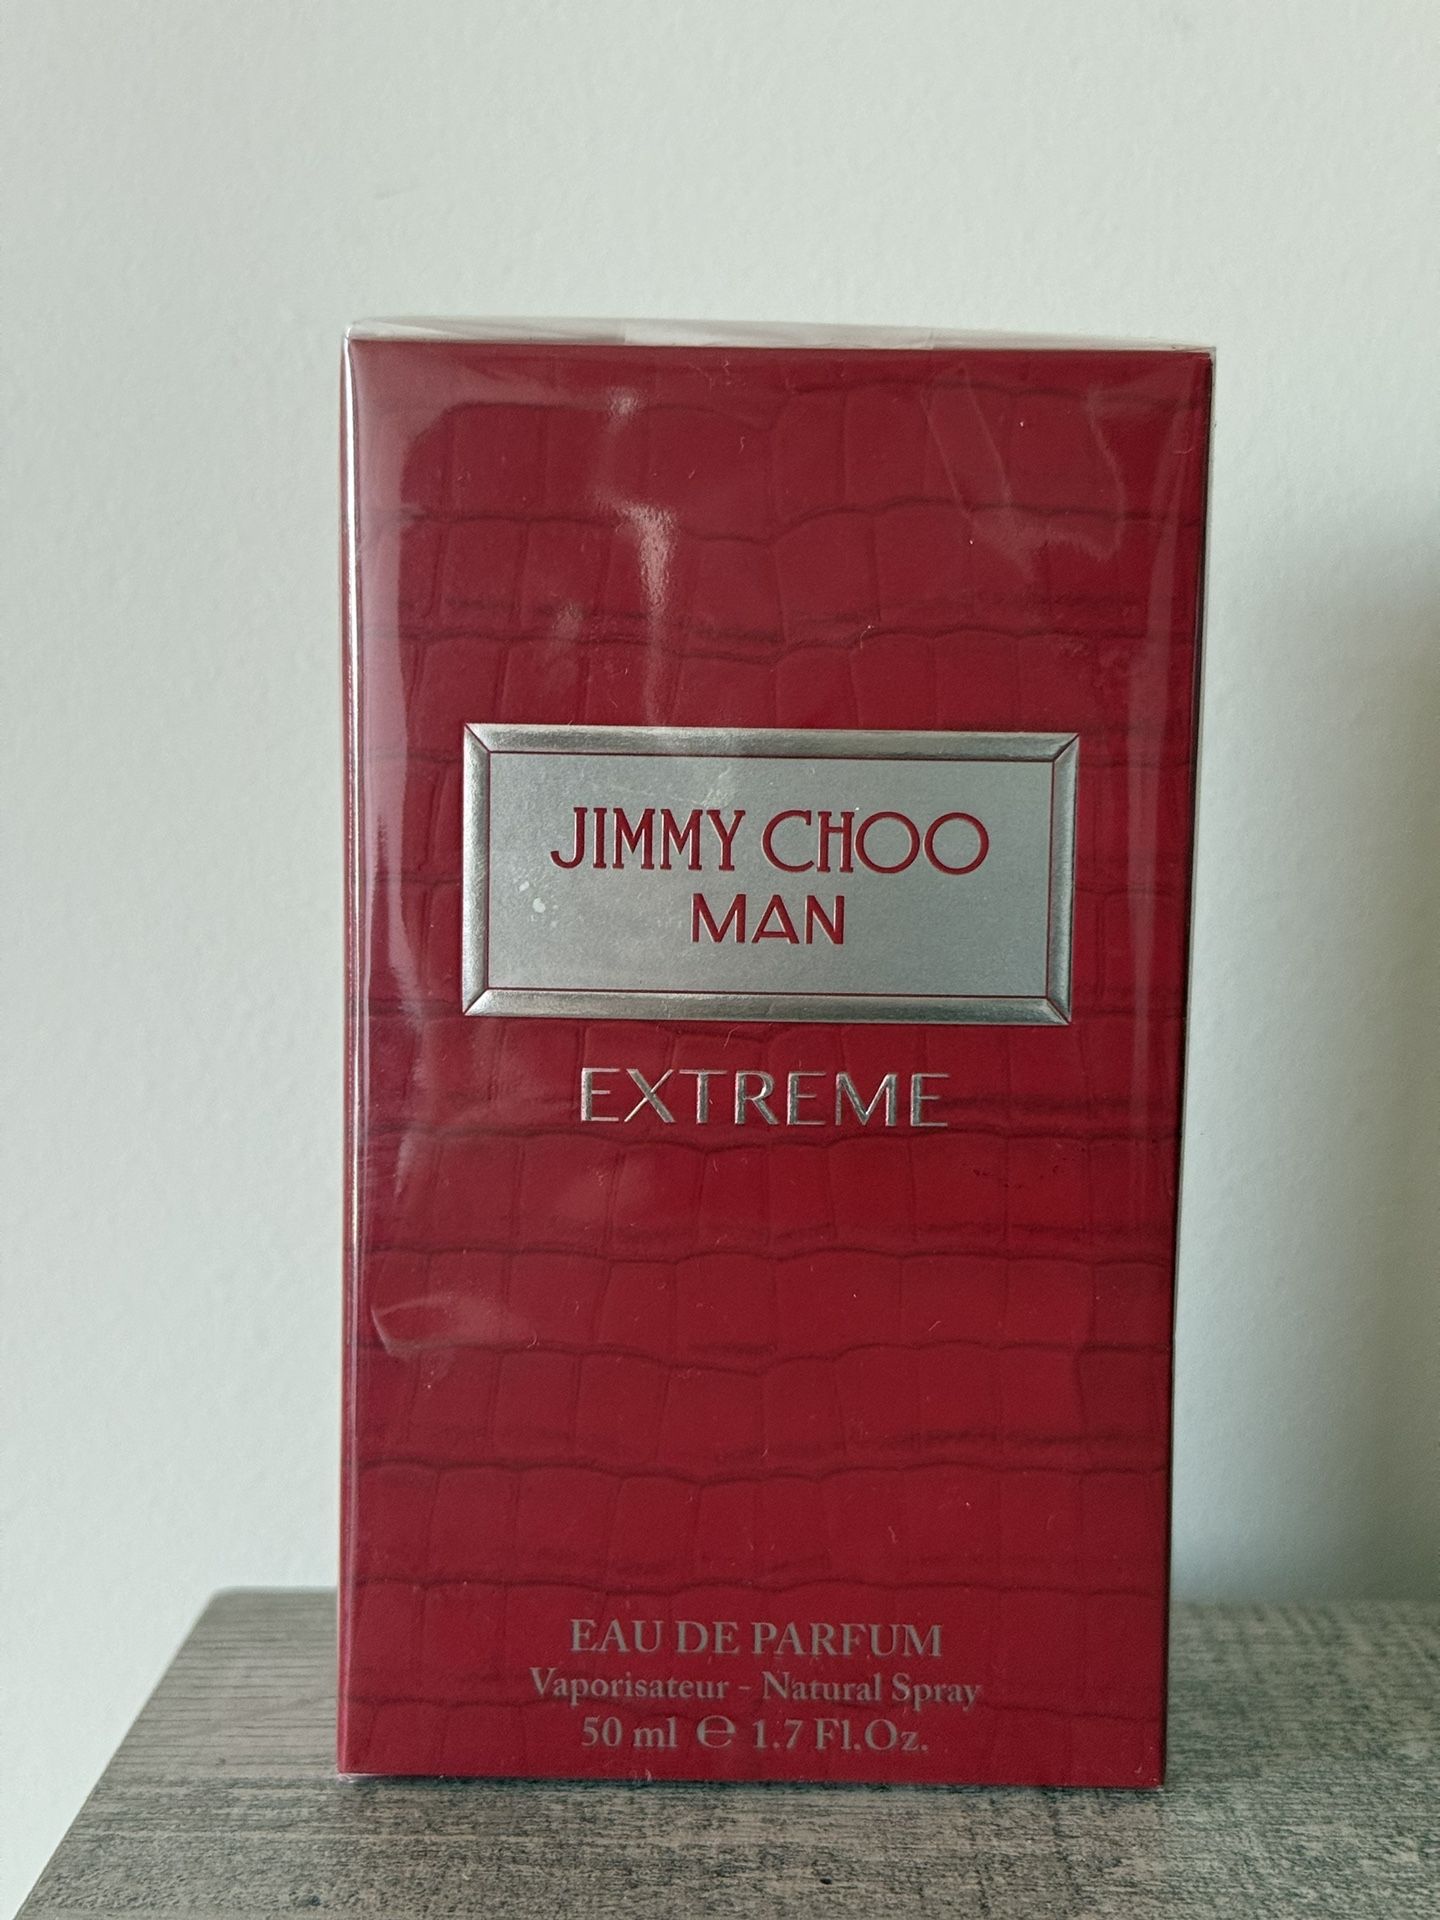 JIMMY CHOO
MAN
EXTREME
EAU DE PARFUM
Vaporisateur - Natural Spray
50 ml ℮ 1.7 Fl.Oz.